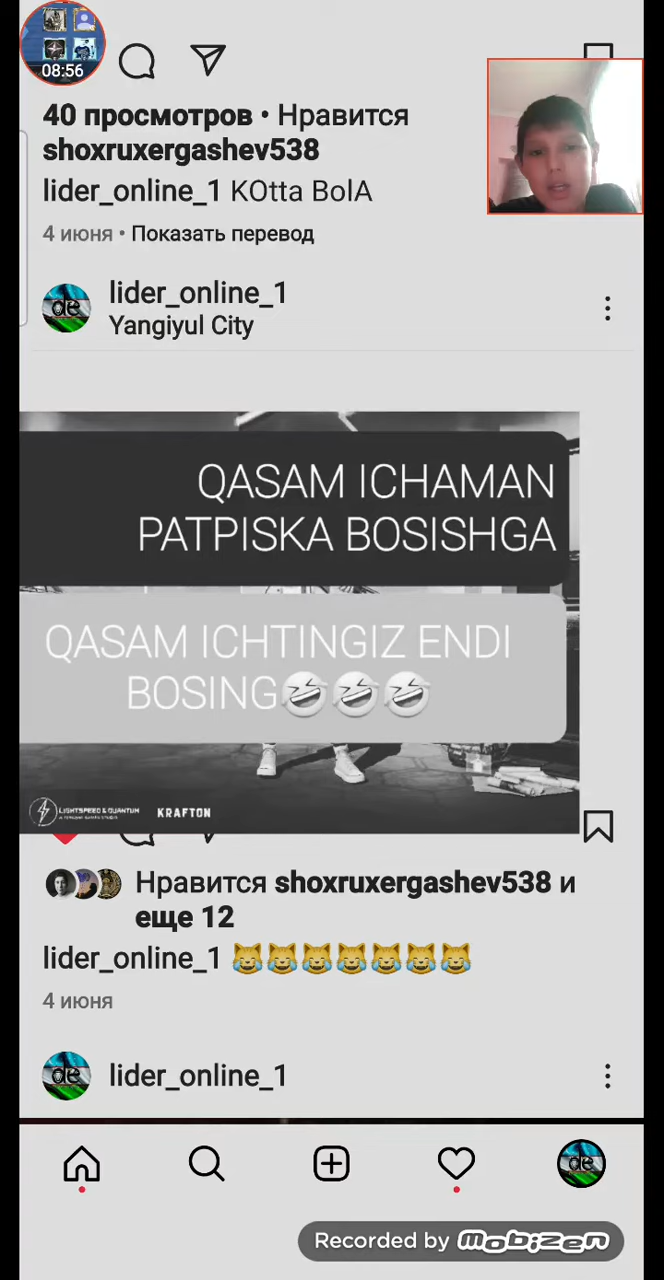 08:56
40 просмотров • Нравится
shoxruxergashev538
lider_online_1 KOtta BolA
4 июня • Показать перевод
lider_online_1
Yangiyul City
QASAM ICHAMAN
PATPISKA BOSISHGA
QASAM ICHTINGIZ ENDI
BOSING🤣🤣🤣
LIGHTSPEED & QUANTUM
KRAFTON
Нравится shoxruxergashev538 и
еще 12
lider_online_1 😹😹😹😹😹😹😹
4 июня
lider_online_1
Recorded by mobizen